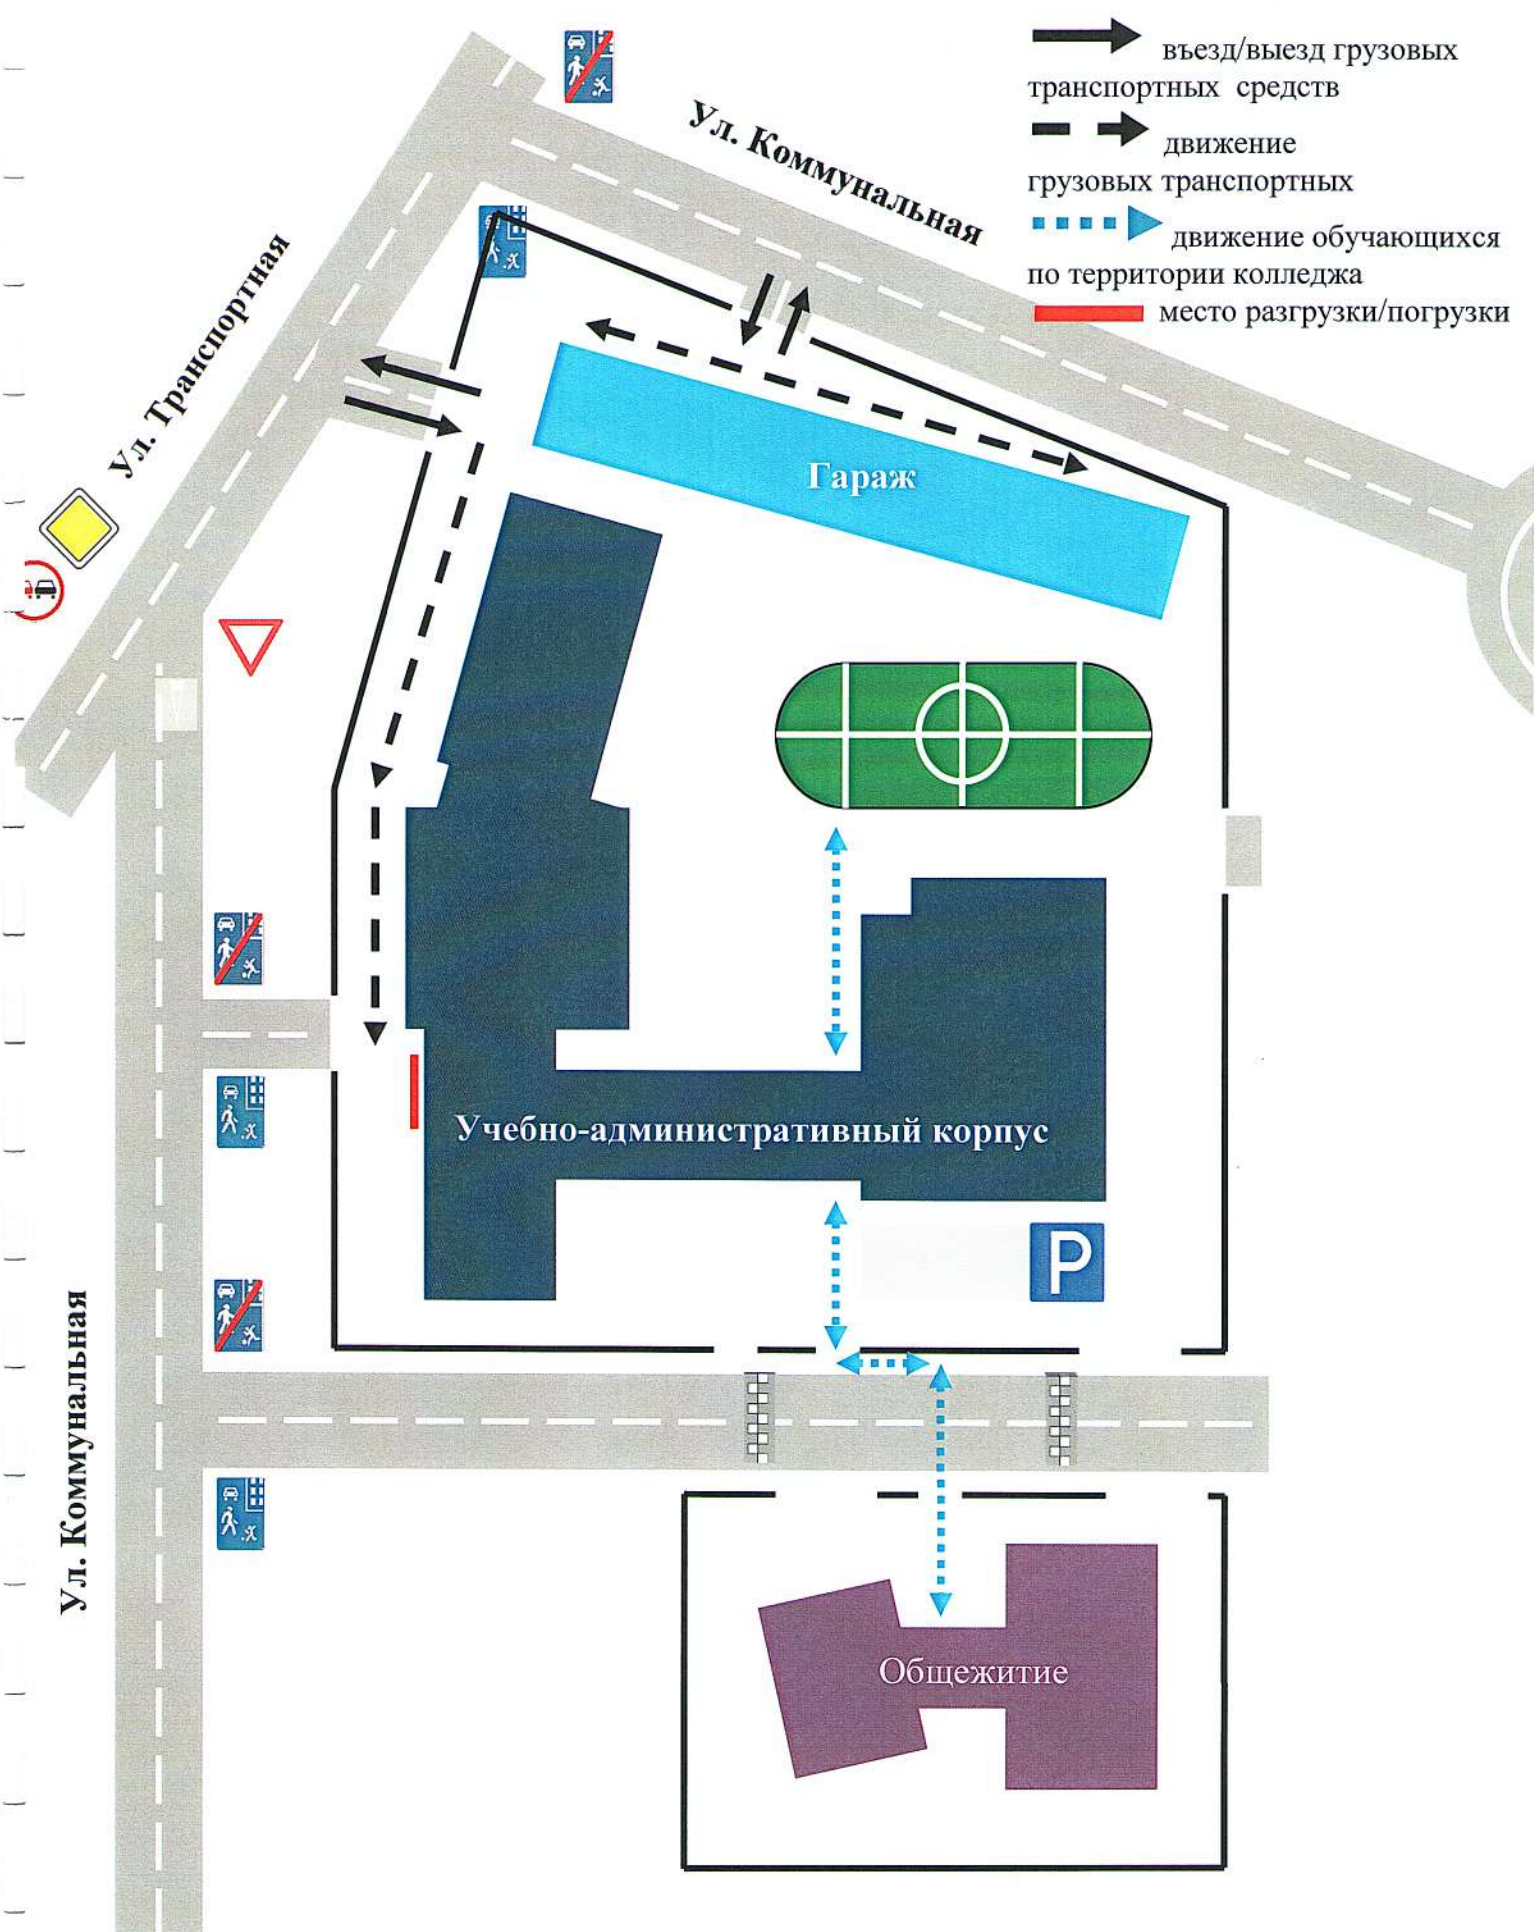 въезд/выезд грузовых
транспортных средств
движение
грузовых транспортных
движение обучающихся
по территории колледжа
место разгрузки/погрузки
Ул. Коммунальная
Ул. Транспортная
Гараж
Учебно-административный корпус
P
Ул. Коммунальная
Общежитие